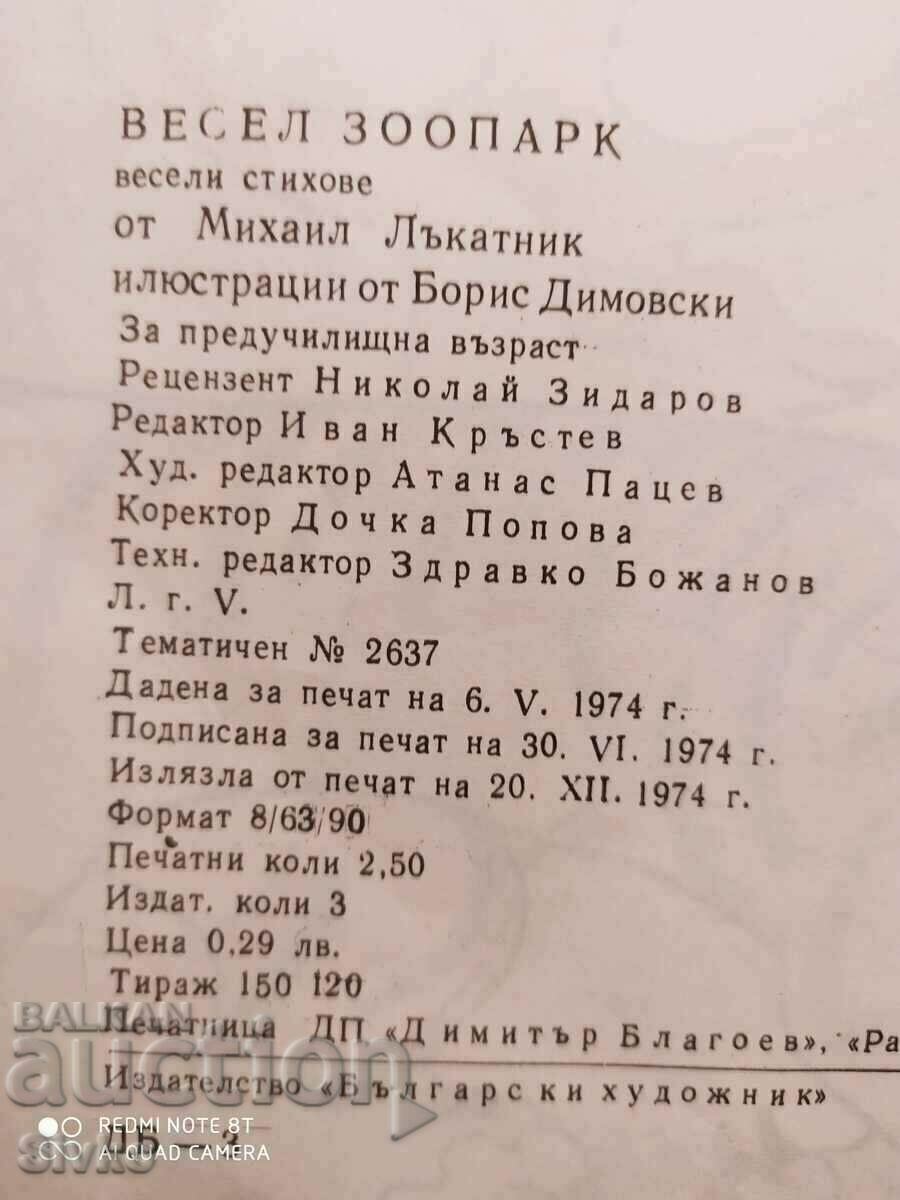 ВЕСЕЛ ЗООПАРК
весели стихове
от Михаил Лъкатник
илюстрации от Борис Димовски
За предучилищна възраст
Рецензент Николай Зидаров
Редактор Иван Кръстев
Худ. редактор Атанас Пацев
Коректор Дочка Попова
Техн. редактор Здравко Божанов
Л. г. V.
Тематичен № 2637
Дадена за печат на 6. V. 1974 г.
Подписана за печат на 30. VI. 1974 г.
Излязла от печат на 20. XII. 1974 г.
Формат 8/63/90
Печатни коли 2,50
Издат. коли 3
Цена 0,29 лв.
Тираж 150 120
Печатница ДП «Димитър Благоев», «Ра
Издателство «Български художник»
ДБ — 3
BALKAN
auction
REDMI NOTE 8T
AI QUAD CAMERA
Sivko